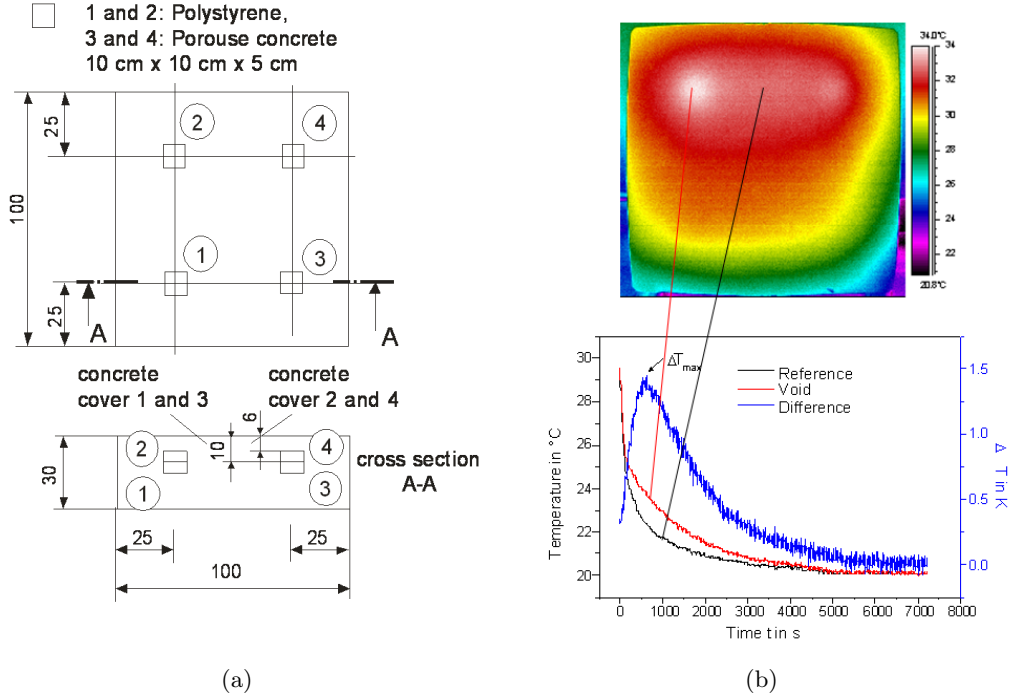 1 and 2: Polystyrene,
3 and 4: Porouse concrete
10 cm x 10 cm x 5 cm
25
2
4
100
1
3
25
A
A
concrete
cover 1 and 3
concrete
cover 2 and 4
6
10
30
2
1
4
3
cross section
A-A
25
25
100
(a)
34.0°C
34
32
30
28
26
24
22
20.8°C
ΔTmax
Reference
Void
Difference
30
28
26
24
22
20
Temperature in °C
1.5
1.0
0.5
0.0
Δ T in K
0 1000 2000 3000 4000 5000 6000 7000 8000
Time t in s
(b)